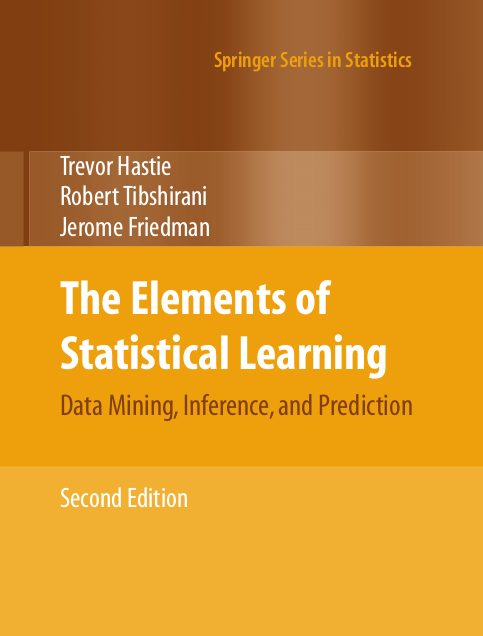 Springer Series in Statistics
Trevor Hastie
Robert Tibshirani
Jerome Friedman
The Elements of
Statistical Learning
Data Mining, Inference, and Prediction
Second Edition